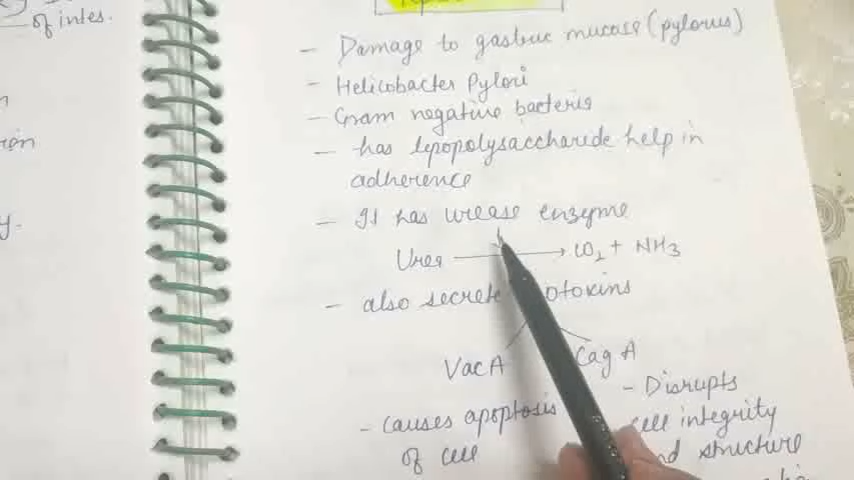 of intes.
- Damage to gastric mucosa (pylorus)
- Helicobacter Pylori
- Gram negative bacteria
- has lipopolysaccharide help in
adherence
- It has urease enzyme
Urea → CO2 + NH3
- also secrete otoxins
VacA Cag A
- causes apoptosis
of cell
- Disrupts
cell integrity
nd structure